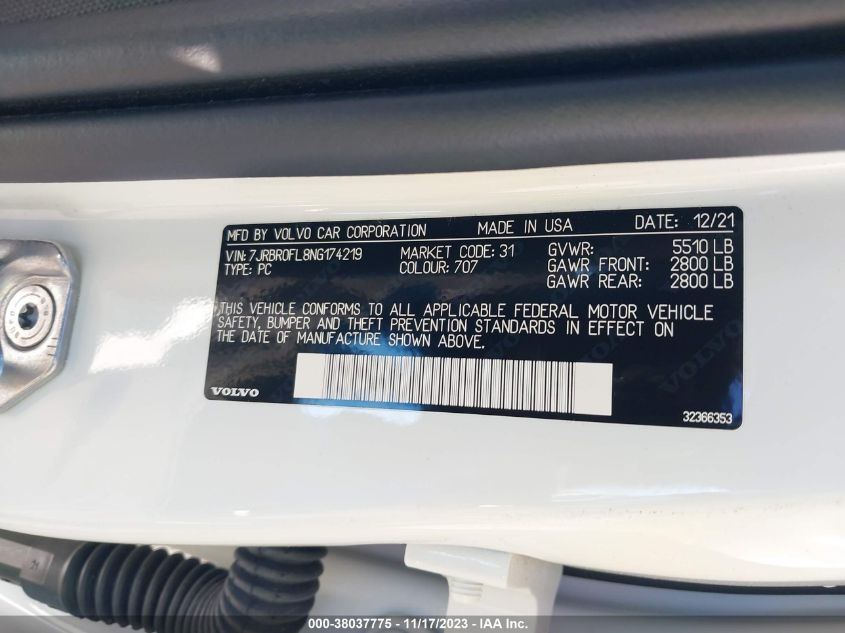 MFD BY VOLVO CAR CORPORATION MADE IN USA DATE: 12/21
VIN: 7JRBR0FL8NG174219 MARKET CODE: 31 GVWR: 5510 LB
TYPE: PC COLOUR: 707 GAWR FRONT: 2800 LB
GAWR REAR: 2800 LB
THIS VEHICLE CONFORMS TO ALL APPLICABLE FEDERAL MOTOR VEHICLE
SAFETY, BUMPER AND THEFT PREVENTION STANDARDS IN EFFECT ON
THE DATE OF MANUFACTURE SHOWN ABOVE.
VOLVO
32366353
000-38037775 - 11/17/2023 - IAA Inc.